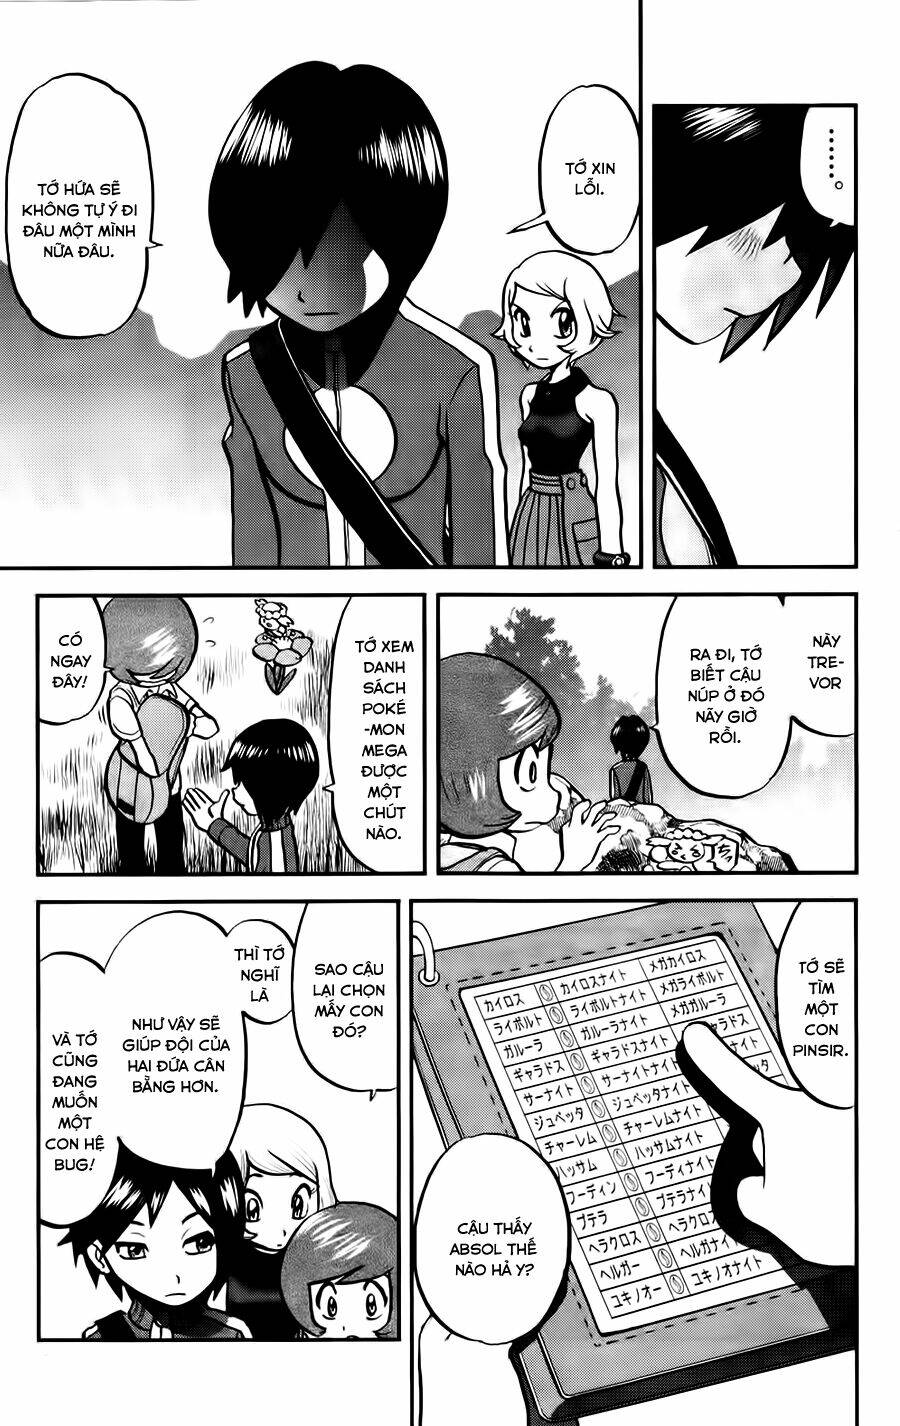 ………。
TỚ XIN
LỖI.
TỚ HỨA SẼ
KHÔNG TỰ Ý ĐI
ĐÂU MỘT MÌNH
NỮA ĐÂU.
NÀY
TRE-
VOR
RA ĐI, TỚ
BIẾT CẬU
NÚP Ở ĐÓ
NÃY GIỜ
RỒI.
TỚ XEM
DANH
SÁCH
POKÉ
-MON
MEGA
ĐƯỢC
MỘT
CHÚT
NÀO.
CÓ
NGAY
ĐÂY!
TỚ SẼ
TÌM
MỘT
CON
PINSIR.
カイロス カイロスナイト メガカイロス
ライボルト ライボルトナイト メガライボルト
ガルーラ ガルーラナイト メガガルーラ
ギャラドス ギャラドスナイト ギャラドス
サーナイト サーナイトナイト ナイト
ジュペッタ ジュペッタナイト ッタ
チャーレム チャーレムナイト
ハッサム ハッサムナイト
フーディン フーディナイト
プテラ プテラナイト
ヘラクロス ヘラクロ
ヘルガー ヘルガナイ
ユキノオー ユキノオナイト
CẬU THẤY
ABSOL THẾ
NÀO HẢ Y?
SAO CẬU
LẠI CHỌN
MẤY CON
ĐÓ?
THÌ TỚ
NGHĨ
LÀ
NHƯ VẬY SẼ
GIÚP ĐỘI CỦA
HAI ĐỨA CÂN
BẰNG HƠN.
VÀ TỚ
CŨNG
ĐANG
MUỐN
MỘT
CON HỆ
BUG!